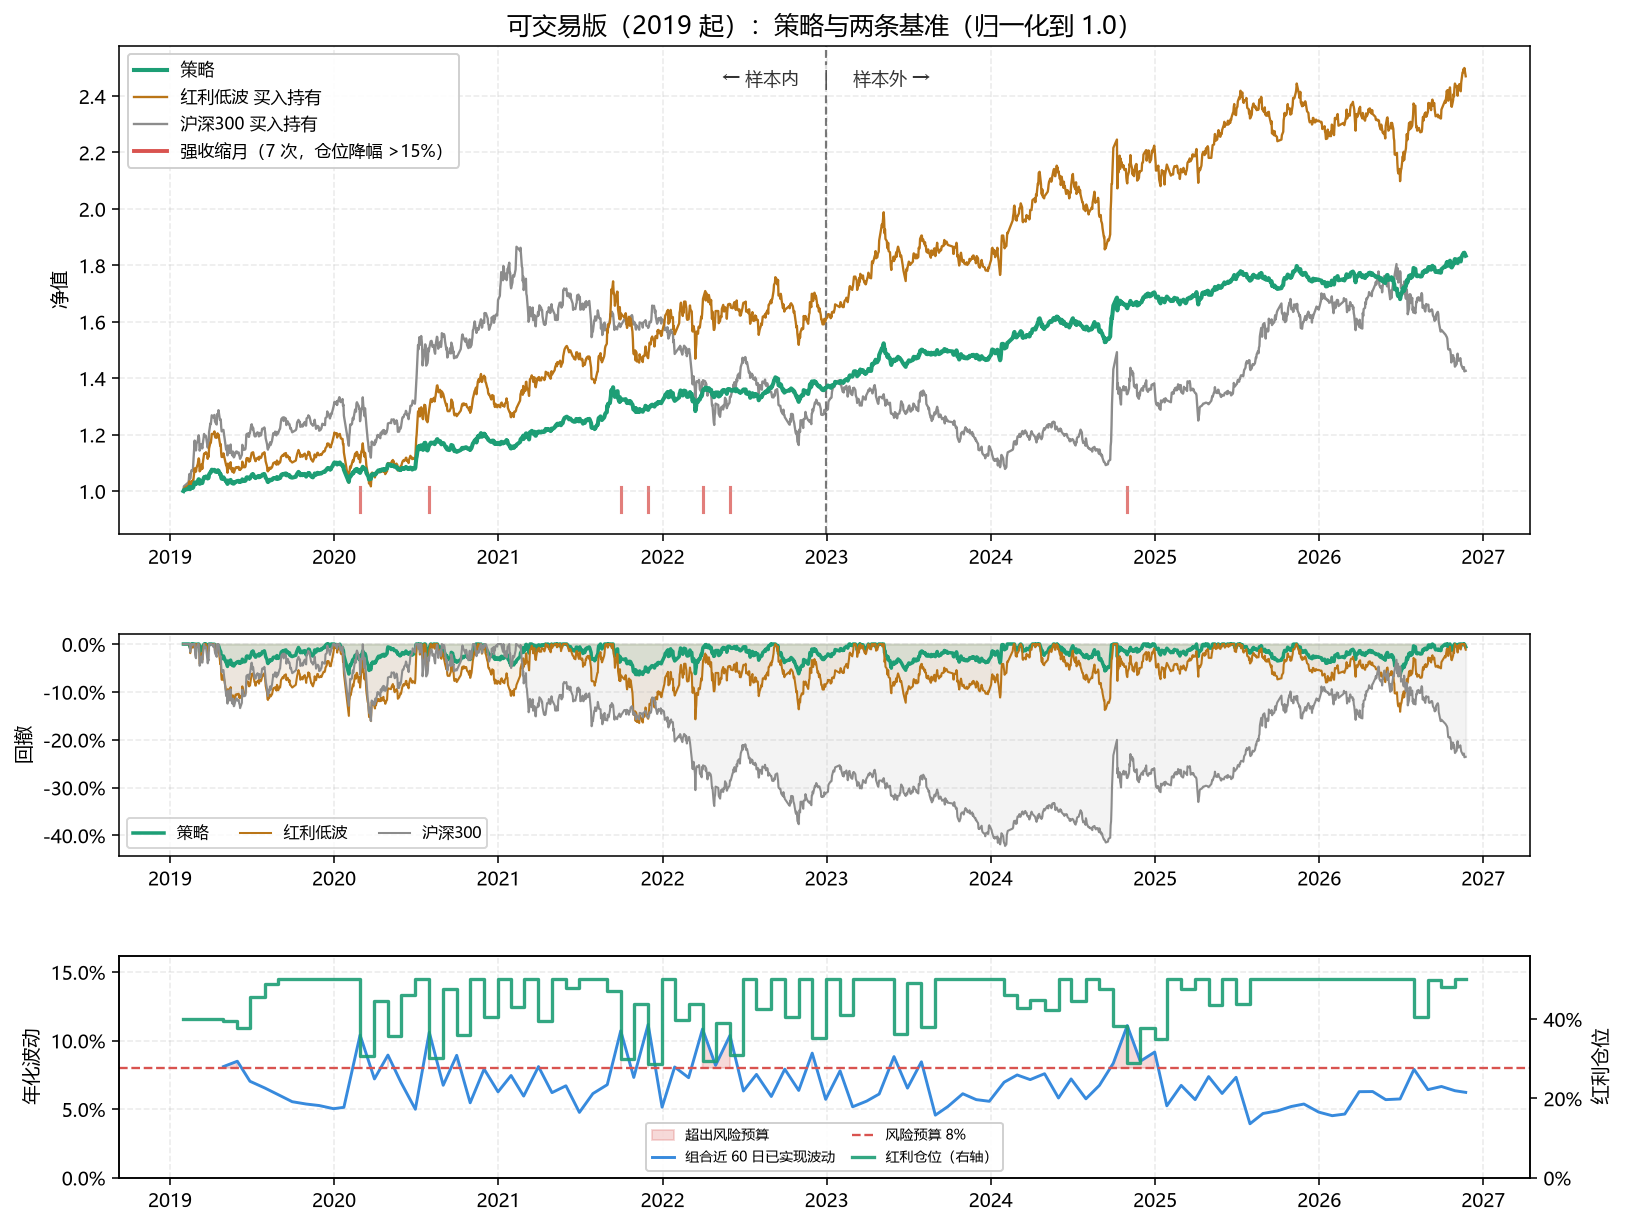 可交易版（2019 起）：策略与两条基准（归一化到 1.0）
策略
红利低波 买入持有
沪深300 买入持有
强收缩月（7 次，仓位降幅 >15%）
← 样本内
样本外 →
净值
2.4
2.2
2.0
1.8
1.6
1.4
1.2
1.0
2019 2020 2021 2022 2023 2024 2025 2026 2027
回撤
0.0%
-10.0%
-20.0%
-30.0%
-40.0%
策略 红利低波 沪深300
2019 2020 2021 2022 2023 2024 2025 2026 2027
年化波动
15.0%
10.0%
5.0%
0.0%
超出风险预算
组合近 60 日已实现波动
风险预算 8%
红利仓位（右轴）
40%
20%
0%
红利仓位
2019 2020 2021 2022 2023 2024 2025 2026 2027